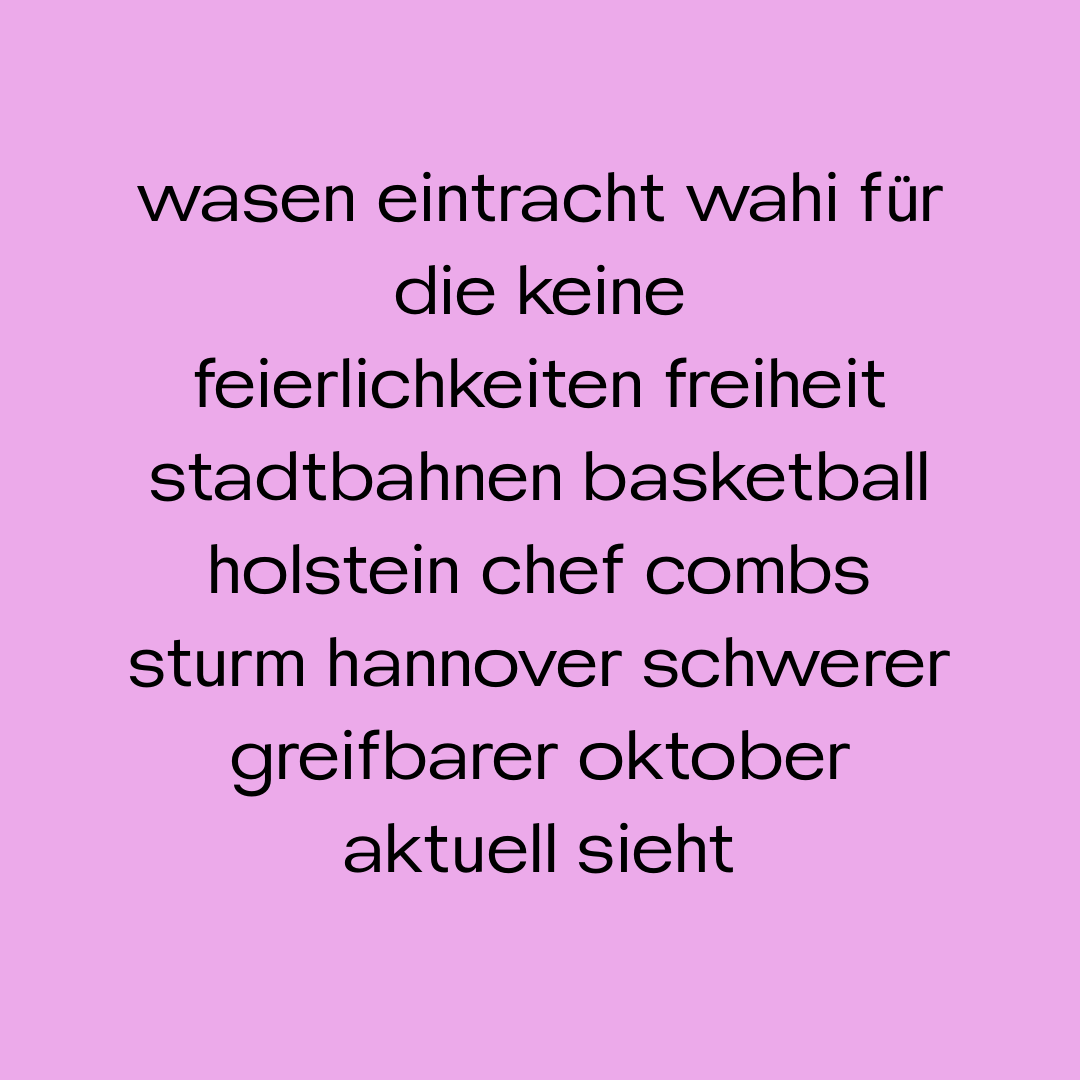 wasen eintracht wahi für
die keine
feierlichkeiten freiheit
stadtbahnen basketball
holstein chef combs
sturm hannover schwerer
greifbarer oktober
aktuell sieht